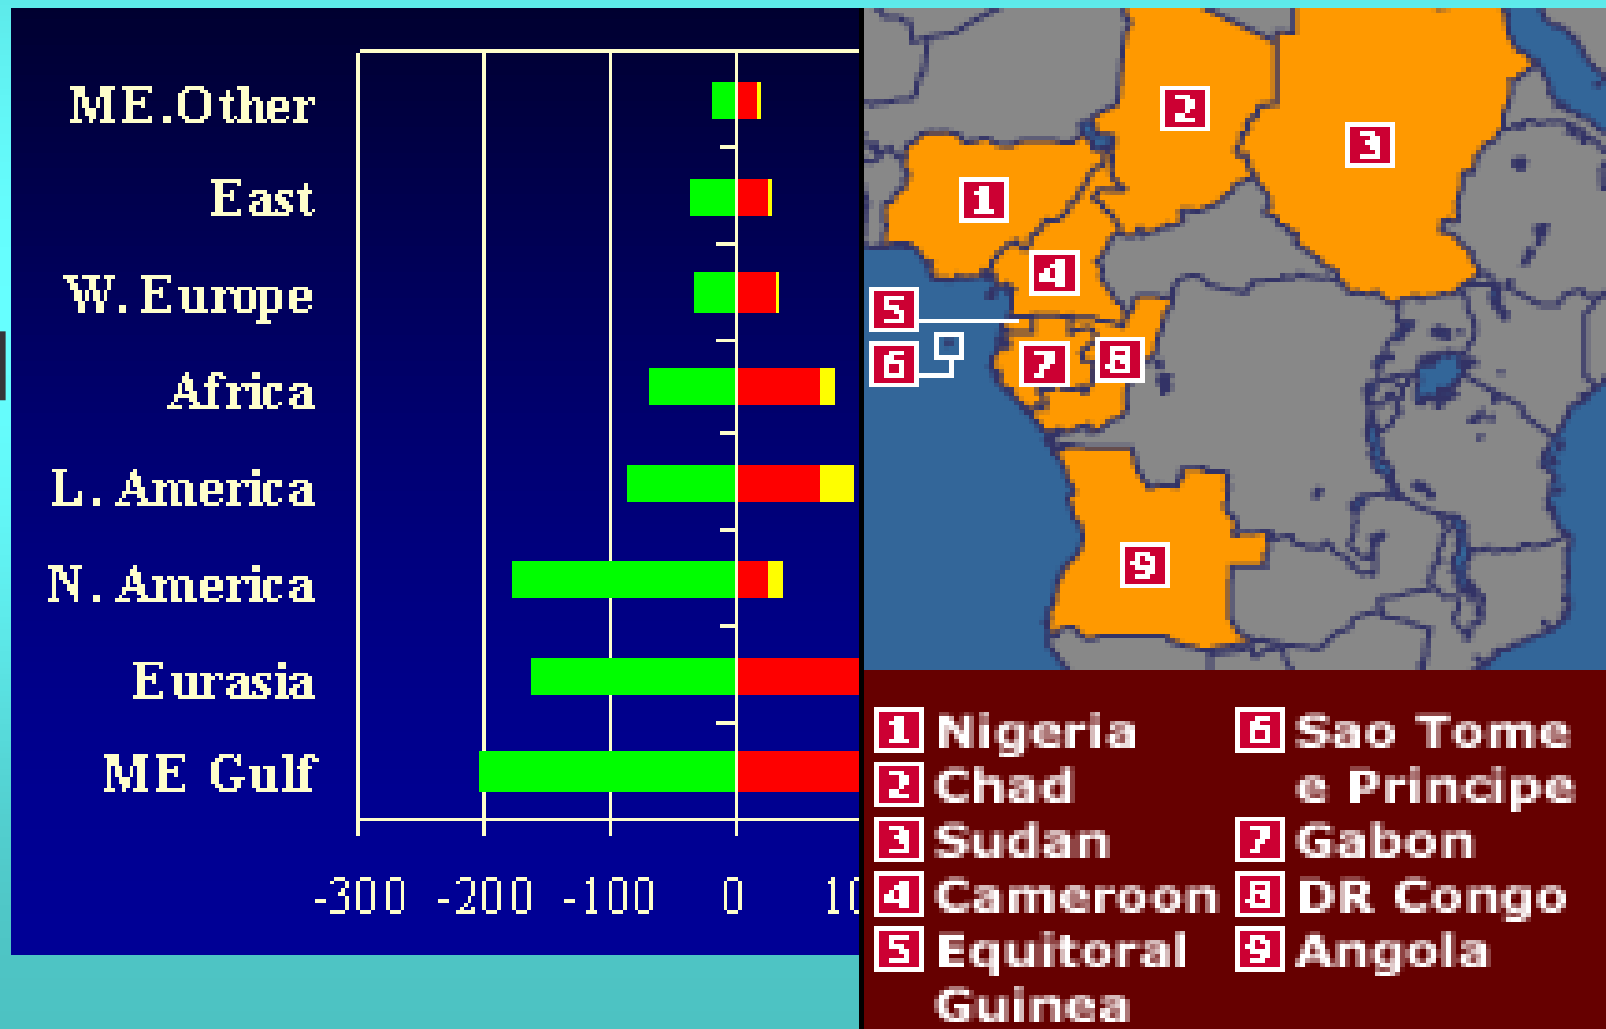 ME.Other
East
W. Europe
Africa
L. America
N. America
Eurasia
ME Gulf
-300 -200 -100 0 10
1
2
3
4
5
6
7
8
9
1 Nigeria
2 Chad
3 Sudan
4 Cameroon
5 Equitoral
Guinea
6 Sao Tome
e Principe
7 Gabon
8 DR Congo
9 Angola